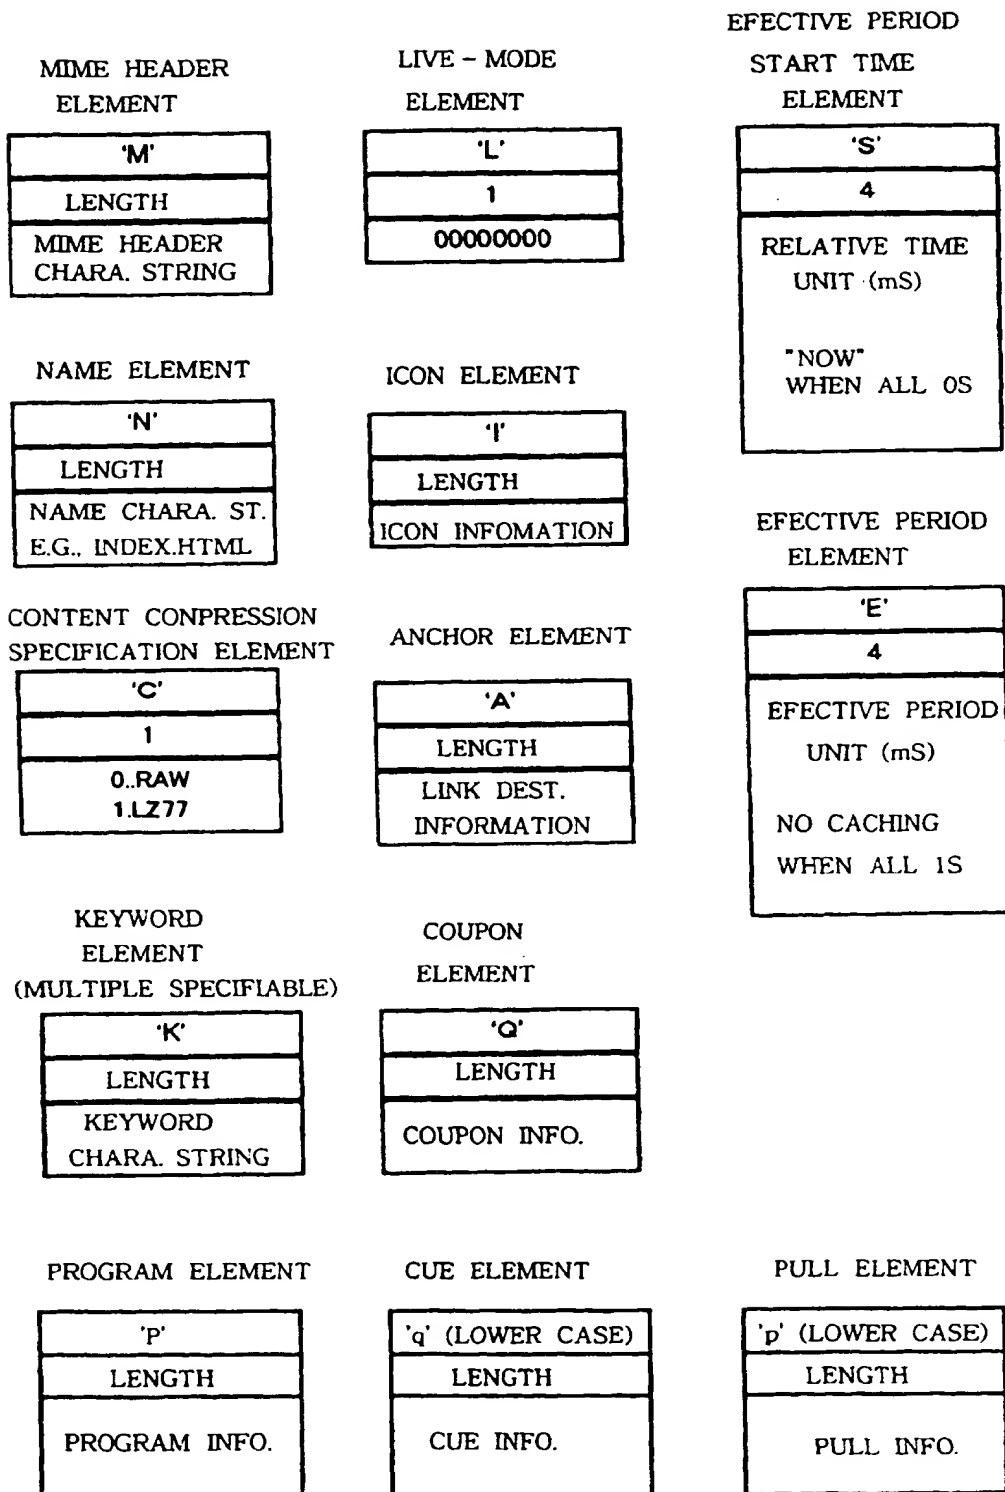 MIME HEADER
ELEMENT
'M'
LENGTH
MIME HEADER
CHARA. STRING
LIVE - MODE
ELEMENT
'L'
1
00000000
EFECTIVE PERIOD
START TIME
ELEMENT
'S'
4
RELATIVE TIME
UNIT (mS)
"NOW"
WHEN ALL 0S
NAME ELEMENT
'N'
LENGTH
NAME CHARA. ST.
E.G., INDEX.HTML
ICON ELEMENT
'I'
LENGTH
ICON INFOMATION
EFECTIVE PERIOD
ELEMENT
'E'
4
EFECTIVE PERIOD
UNIT (mS)
NO CACHING
WHEN ALL 1S
CONTENT CONPRESSION
SPECIFICATION ELEMENT
'C'
1
0..RAW
1.LZ77
ANCHOR ELEMENT
'A'
LENGTH
LINK DEST.
INFORMATION
KEYWORD
ELEMENT
(MULTIPLE SPECIFIABLE)
'K'
LENGTH
KEYWORD
CHARA. STRING
COUPON
ELEMENT
'Q'
LENGTH
COUPON INFO.
PROGRAM ELEMENT
'P'
LENGTH
PROGRAM INFO.
CUE ELEMENT
'q' (LOWER CASE)
LENGTH
CUE INFO.
PULL ELEMENT
'p' (LOWER CASE)
LENGTH
PULL INFO.